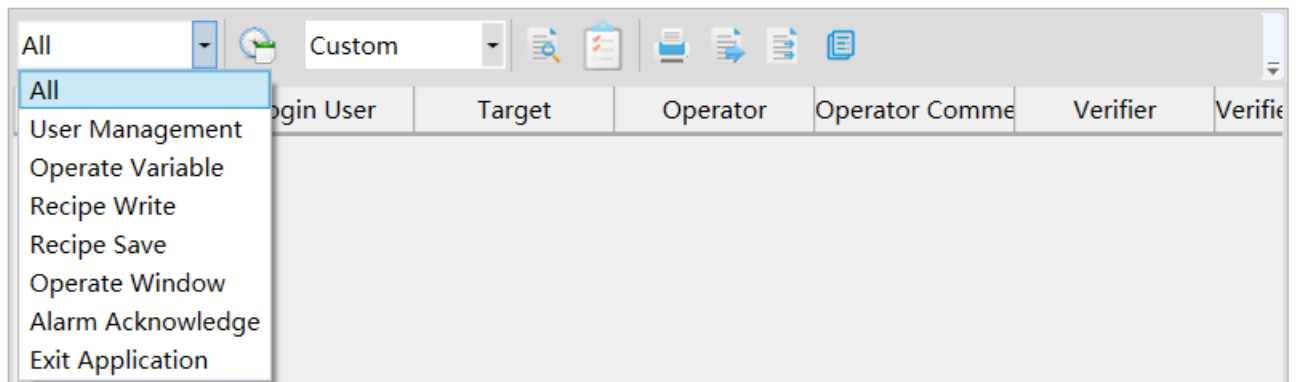 All
Custom
All
ogin User
Target
Operator
Operator Comme
Verifier
Verifie
User Management
Operate Variable
Recipe Write
Recipe Save
Operate Window
Alarm Acknowledge
Exit Application